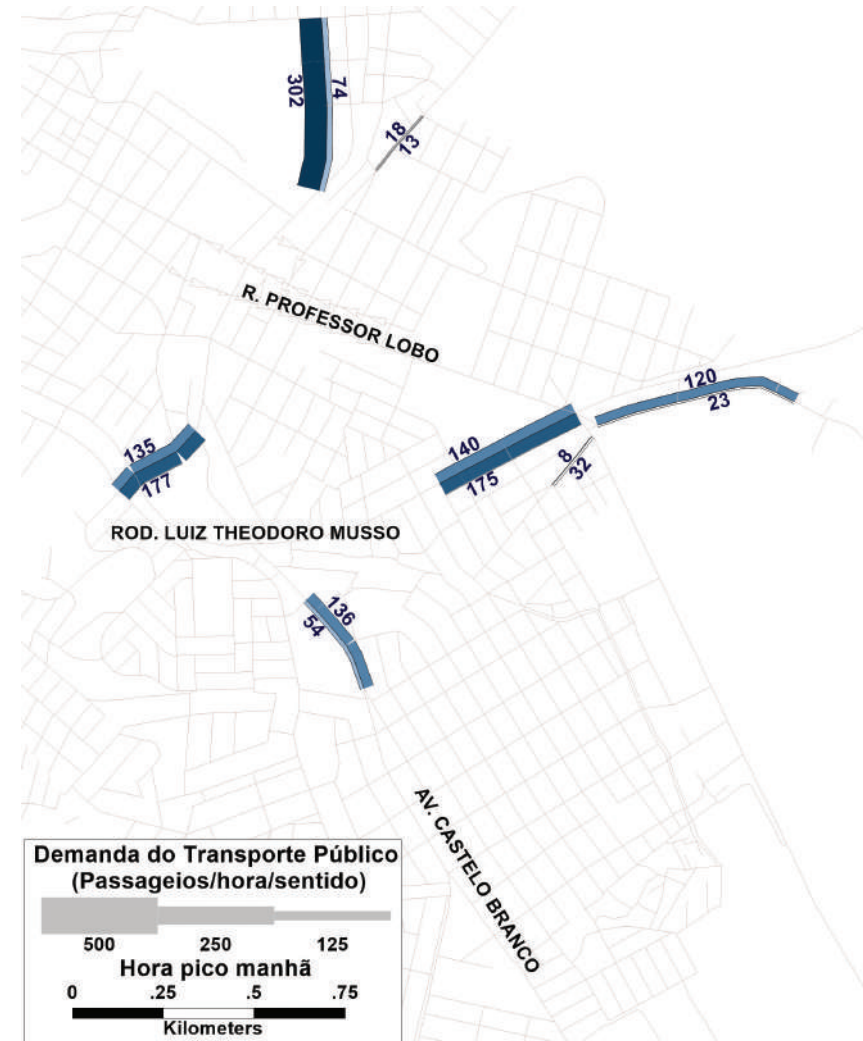 302
74
18
13
R. PROFESSOR LOBO
120
23
135
177
140
175
8
32
ROD. LUIZ THEODORO MUSSO
136
54
AV. CASTELO BRANCO
Demanda do Transporte Público
(Passageios/hora/sentido)
500 250 125
Hora pico manhã
0 .25 .5 .75
Kilometers